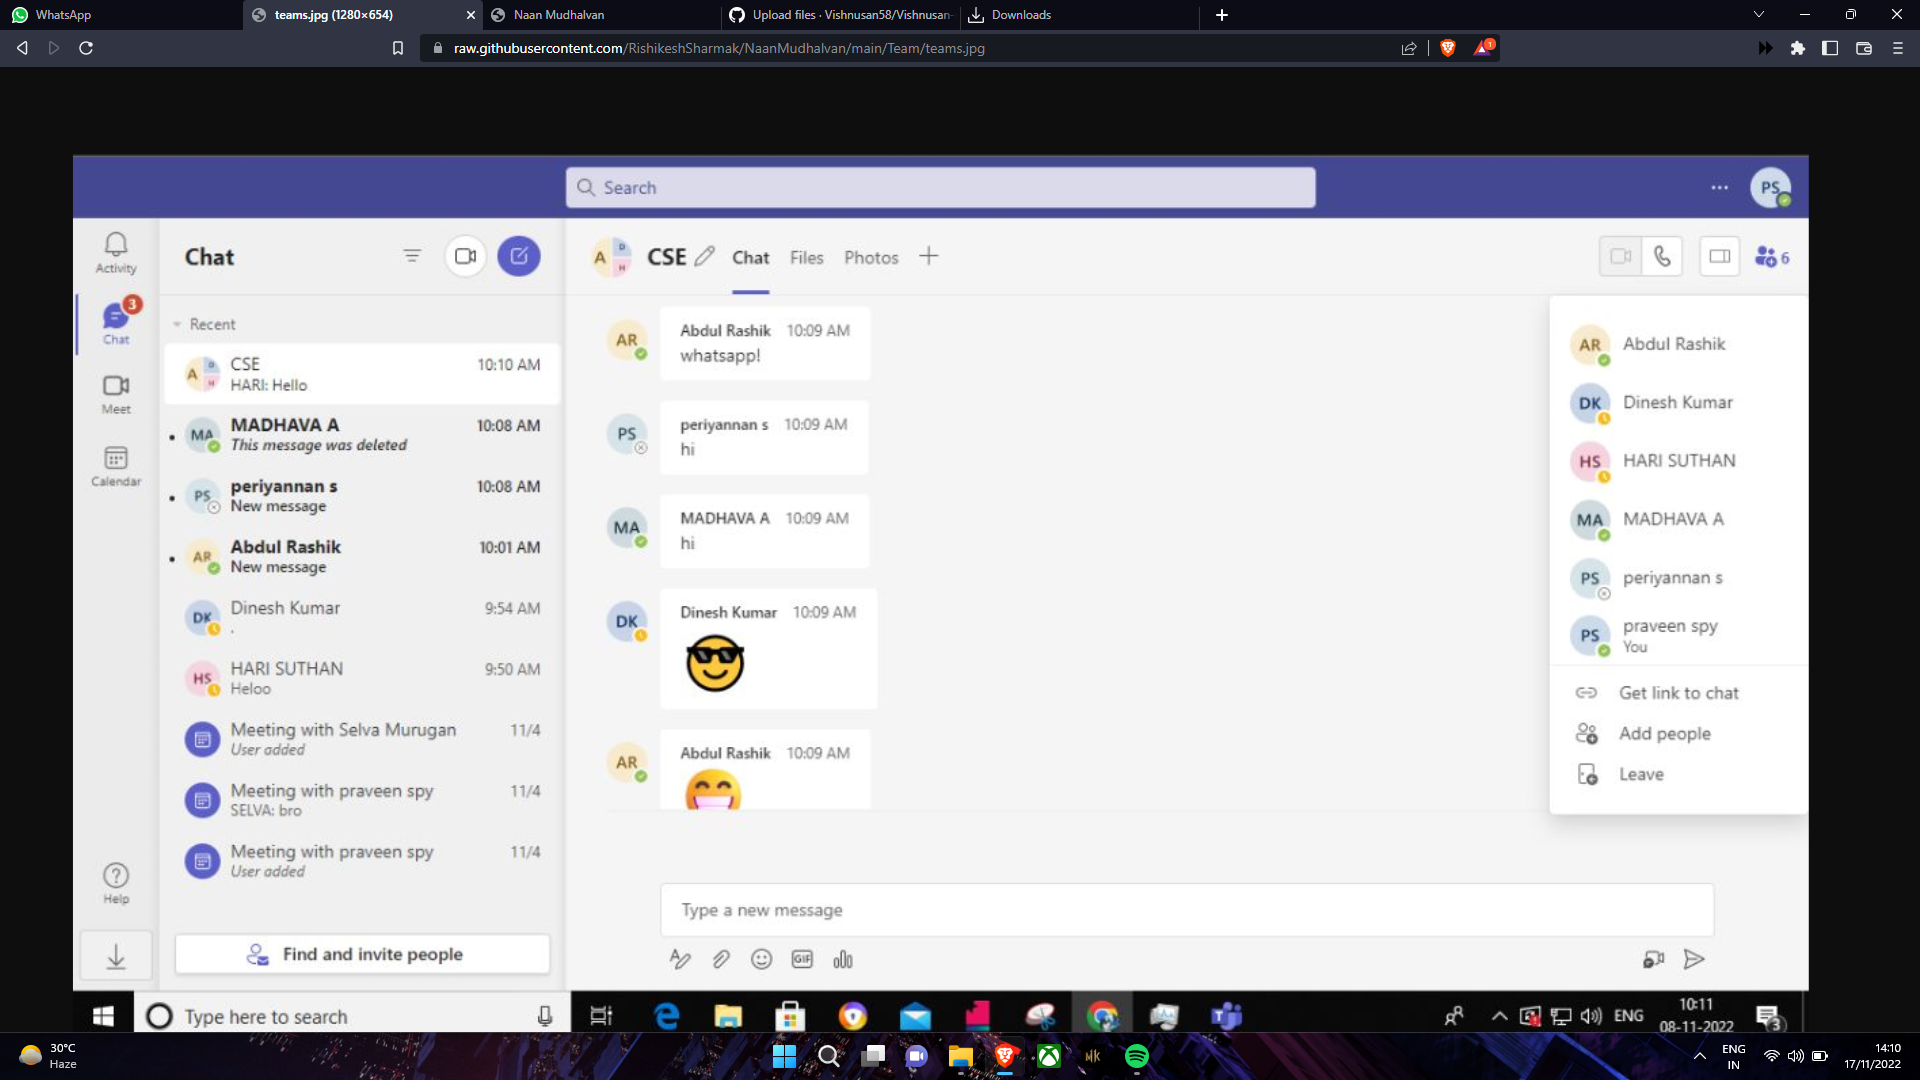 WhatsApp
teams.jpg (1280×654)
Naan Mudhalvan
Upload files · Vishnusan58/Vishnusan
Downloads
raw.githubusercontent.com/RishikeshSharmak/NaanMudhalvan/main/Team/teams.jpg
1
Search
PS
Activity
3
Chat
Meet
Calendar
Help
Chat
Recent
A D H
CSE 10:10 AM
HARI: Hello
MA
MADHAVA A 10:08 AM
This message was deleted
PS
periyannan s 10:08 AM
New message
AR
Abdul Rashik 10:01 AM
New message
DK
Dinesh Kumar 9:54 AM
.
HS
HARI SUTHAN 9:50 AM
Heloo
Meeting with Selva Murugan 11/4
User added
Meeting with praveen spy 11/4
SELVA: bro
Meeting with praveen spy 11/4
User added
Find and invite people
A D H
CSE Chat Files Photos
6
AR
Abdul Rashik 10:09 AM
whatsapp!
PS
periyannan s 10:09 AM
hi
MA
MADHAVA A 10:09 AM
hi
DK
Dinesh Kumar 10:09 AM
AR
Abdul Rashik 10:09 AM
Type a new message
GIF
AR Abdul Rashik
DK Dinesh Kumar
HS HARI SUTHAN
MA MADHAVA A
PS periyannan s
PS praveen spy
You
Get link to chat
Add people
Leave
Type here to search
ENG
10:11
08-11-2022
3
30°C
Haze
ENG
IN
14:10
17/11/2022